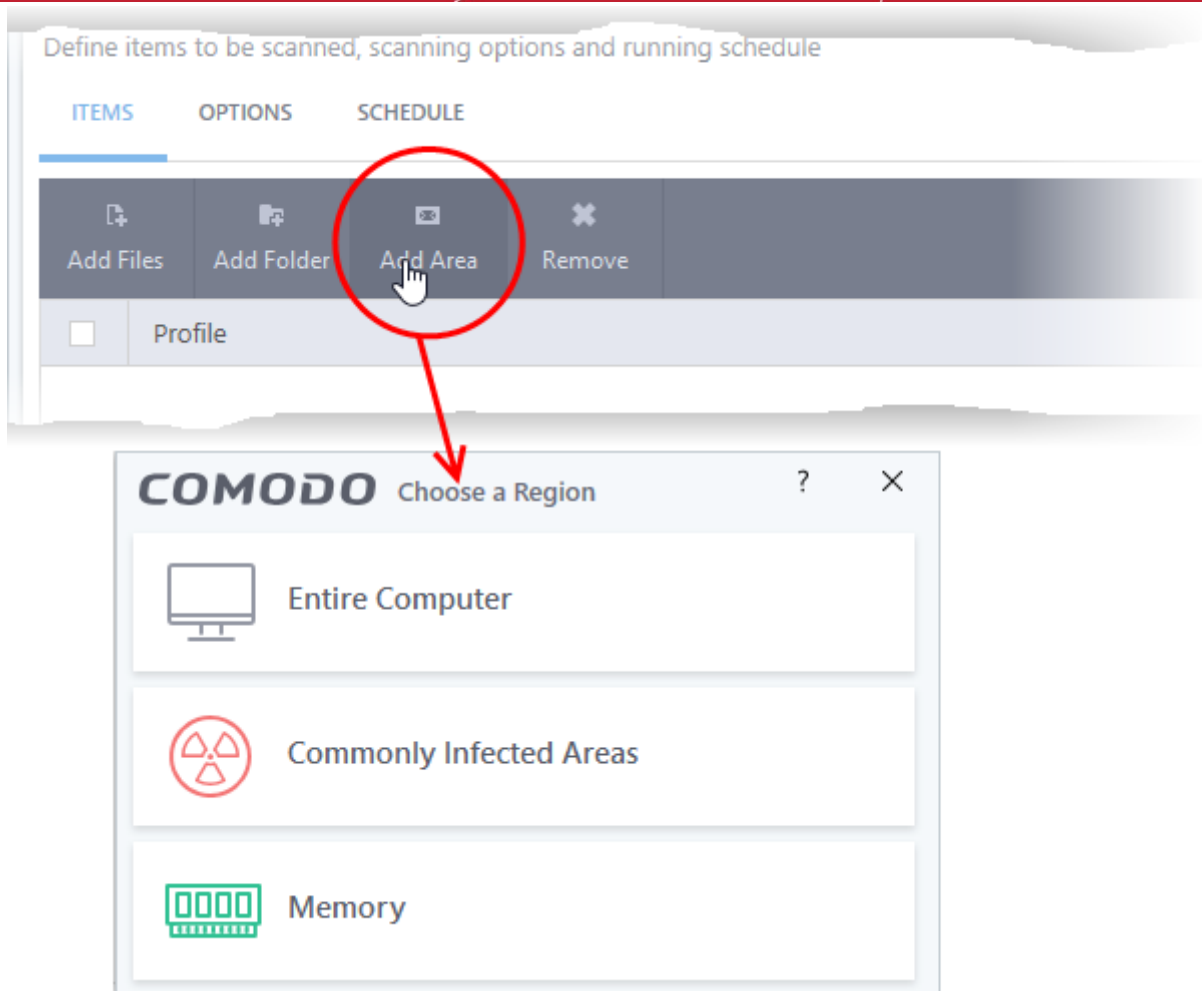 Define items to be scanned, scanning options and running schedule
ITEMS OPTIONS SCHEDULE
Add Files Add Folder Add Area Remove
Profile
COMODO Choose a Region ?
Entire Computer
Commonly Infected Areas
Memory